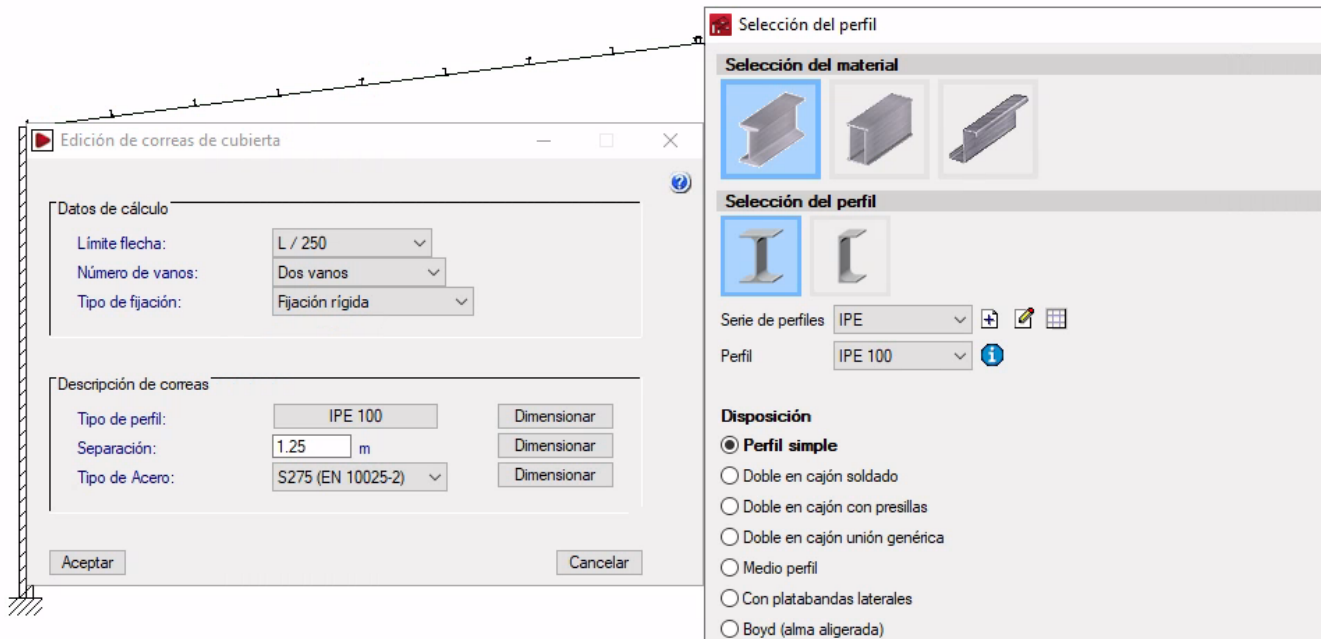 Edición de correas de cubierta
Datos de cálculo
Límite flecha: L / 250
Número de vanos: Dos vanos
Tipo de fijación: Fijación rígida
Descripción de correas
Tipo de perfil: IPE 100 Dimensionar
Separación: 1.25 m Dimensionar
Tipo de Acero: S275 (EN 10025-2) Dimensionar
Aceptar Cancelar
Selección del perfil
Selección del material
Selección del perfil
Serie de perfiles IPE
Perfil IPE 100
Disposición
Perfil simple
Doble en cajón soldado
Doble en cajón con presillas
Doble en cajón unión genérica
Medio perfil
Con platabandas laterales
Boyd (alma aligerada)